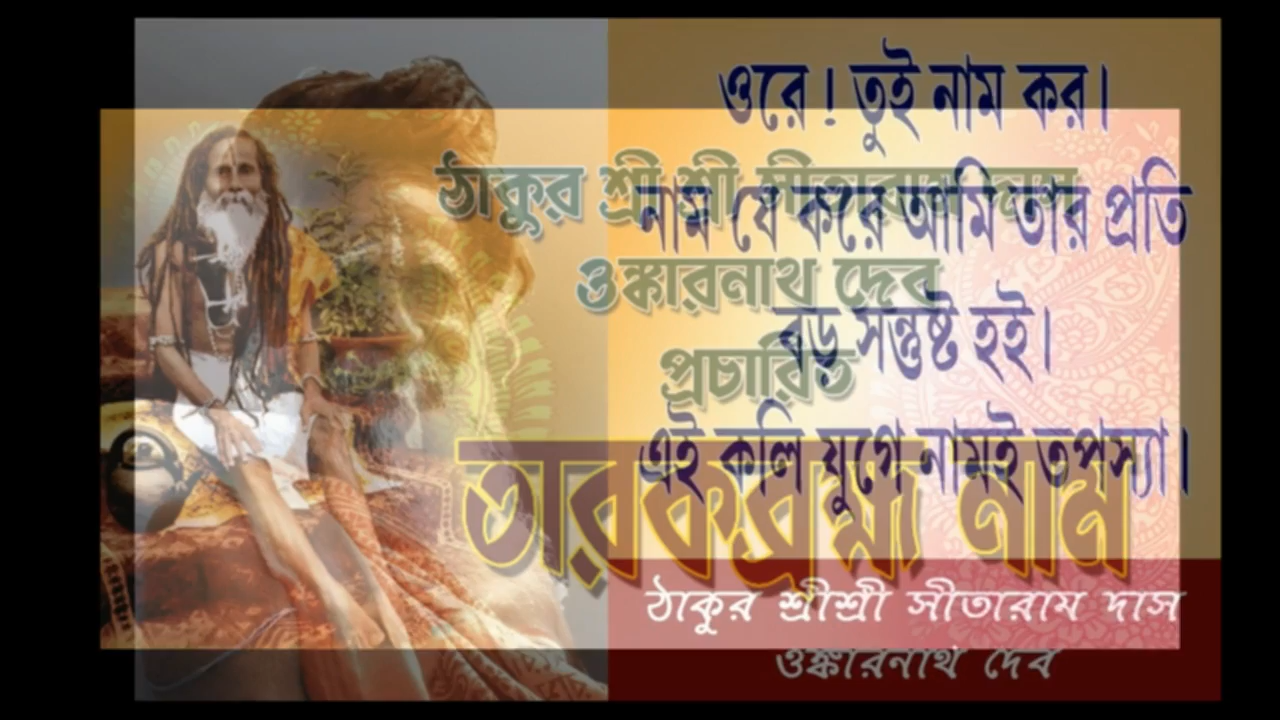 ওরে ! তুই নাম কর।
নাম যে করে আমি তার প্রতি
বড় সন্তুষ্ট হই।
এই কলি যুগে নামই তপস্যা।
ঠাকুর শ্রীশ্রী সীতারাম দাস
ওঙ্কারনাথ দেব
ঠাকুর শ্রী শ্রী সীতারাম দাস
ওঙ্কারনাথ দেব
প্রচারিত
তারকব্রহ্ম নাম